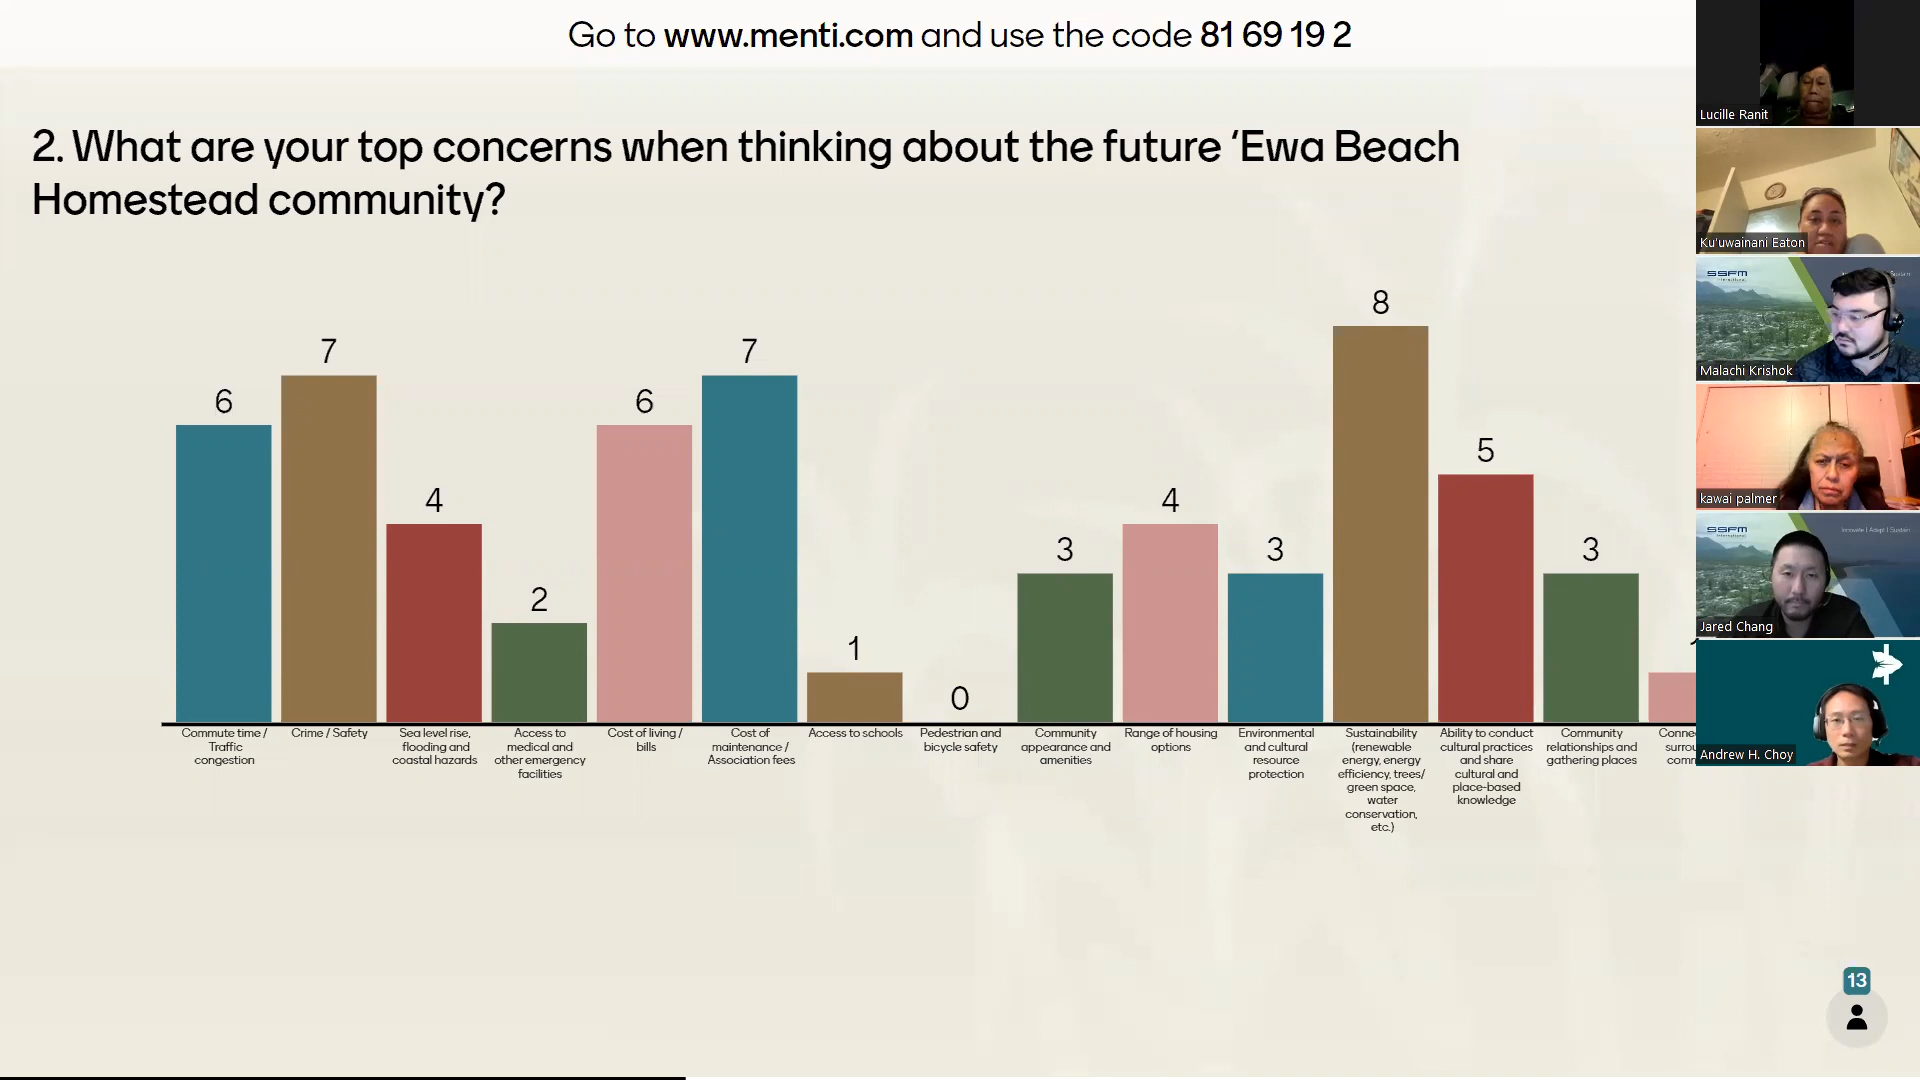 Go to www.menti.com and use the code 81 69 19 2
2. What are your top concerns when thinking about the future ‘Ewa Beach
Homestead community?
6
7
4
2
6
7
1
0
3
4
3
8
5
3
Commute time /
Traffic
congestion
Crime / Safety
Sea level rise,
flooding and
coastal hazards
Access to
medical and
other emergency
facilities
Cost of living /
bills
Cost of
maintenance /
Association fees
Access to schools
Pedestrian and
bicycle safety
Community
appearance and
amenities
Range of housing
options
Environmental
and cultural
resource
protection
Sustainability
(renewable
energy, energy
efficiency, trees/
green space,
water
conservation,
etc.)
Ability to conduct
cultural practices
and share
cultural and
place-based
knowledge
Community
relationships and
gathering places
Lucille Ranit
Ku'uwainani Eaton
SSFM
International
Malachi Krishok
kawai palmer
SSFM
International
Innovate | Adapt | Sustain
Jared Chang
Andrew H. Choy
13